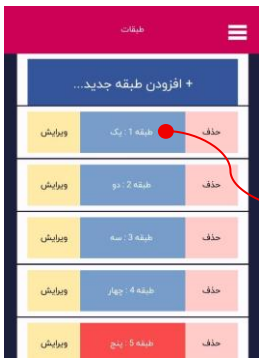 طبقات
+ افزودن طبقه جدید...
حذف طبقه 1 : یک ویرایش
حذف طبقه 2 : دو ویرایش
حذف طبقه 3 : سه ویرایش
حذف طبقه 4 : چهار ویرایش
حذف طبقه 5 : پنج ویرایش